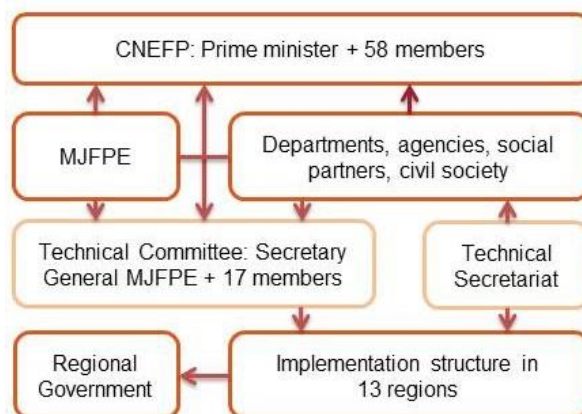 CNEFP: Prime minister + 58 members
MJFPE
Departments, agencies, social
partners, civil society
Technical Committee: Secretary
General MJFPE + 17 members
Technical
Secretariat
Regional
Government
Implementation structure in
13 regions